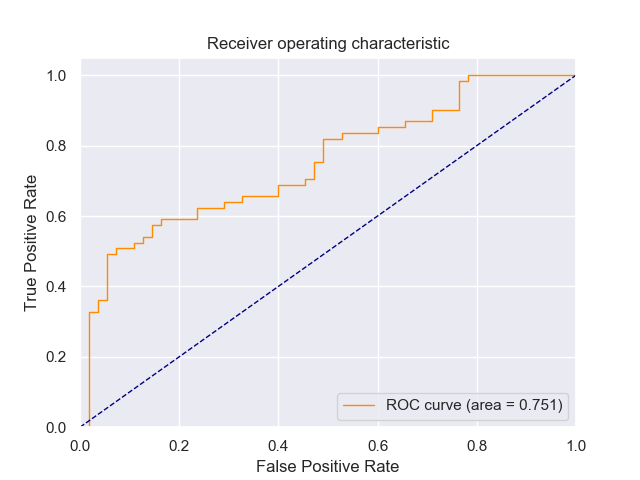 Receiver operating characteristic
True Positive Rate
1.0
0.8
0.6
0.4
0.2
0.0
ROC curve (area = 0.751)
0.0 0.2 0.4 0.6 0.8 1.0
False Positive Rate